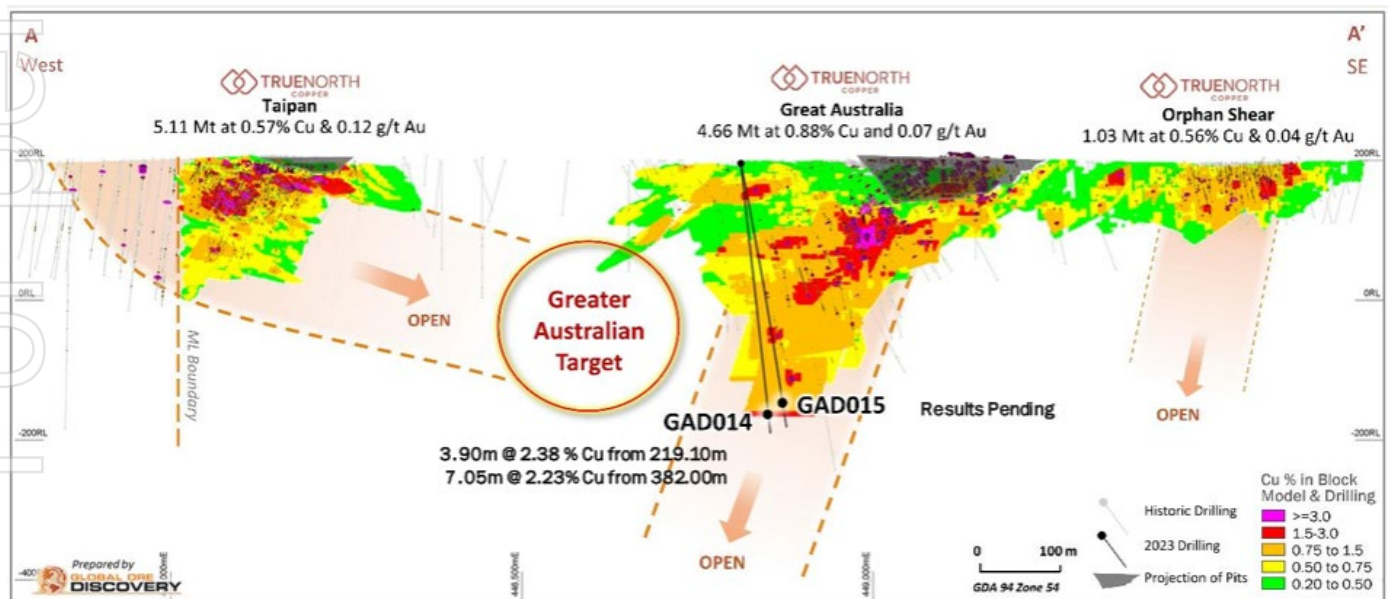 A
West
A'
SE
TRUENORTH
COPPER
Taipan
5.11 Mt at 0.57% Cu & 0.12 g/t Au
TRUENORTH
COPPER
Great Australia
4.66 Mt at 0.88% Cu and 0.07 g/t Au
TRUENORTH
COPPER
Orphan Shear
1.03 Mt at 0.56% Cu & 0.04 g/t Au
200RL
200RL
0RL
0RL
OPEN
Greater
Australian
Target
ML Boundary
GAD014
GAD015
Results Pending
OPEN
-200RL
-200RL
3.90m @ 2.38 % Cu from 219.10m
7.05m @ 2.23% Cu from 382.00m
OPEN
Cu % in Block
Model & Drilling
>=3.0
1.5-3.0
0.75 to 1.5
0.50 to 0.75
0.20 to 0.50
Historic Drilling
2023 Drilling
Projection of Pits
0 100 m
GDA 94 Zone 54
Prepared by
GLOBAL ORE
DISCOVERY